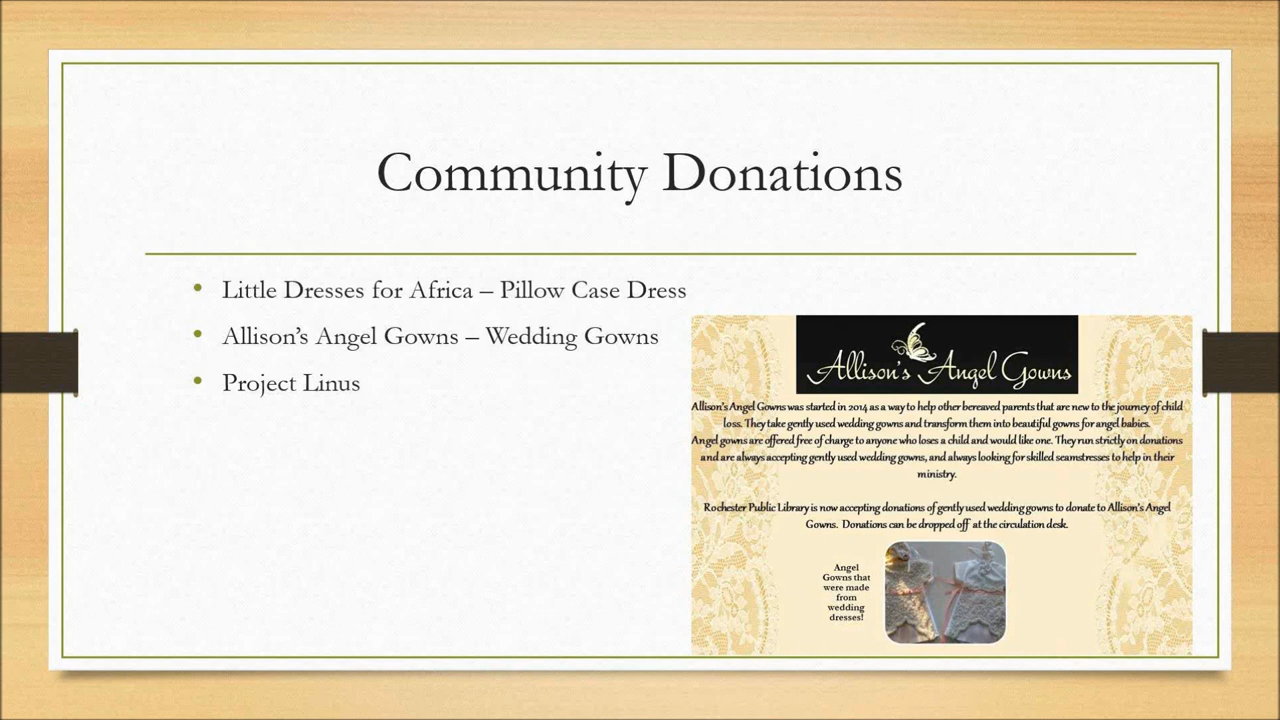 Community Donations
• Little Dresses for Africa – Pillow Case Dress
• Allison’s Angel Gowns – Wedding Gowns
• Project Linus
Allison's Angel Gowns
Allison's Angel Gowns was started in 2014 as a way to help other bereaved parents that are new to the journey of child
loss. They take gently used wedding gowns and transform them into beautiful gowns for angel babies.
Angel gowns are offered free of charge to anyone who loses a child and would like one. They run strictly on donations
and are always accepting gently used wedding gowns, and always looking for skilled seamstresses to help in their
ministry.
Rochester Public Library is now accepting donations of gently used wedding gowns to donate to Allison's Angel
Gowns. Donations can be dropped off at the circulation desk.
Angel
Gowns that
were made
from
wedding
dresses!